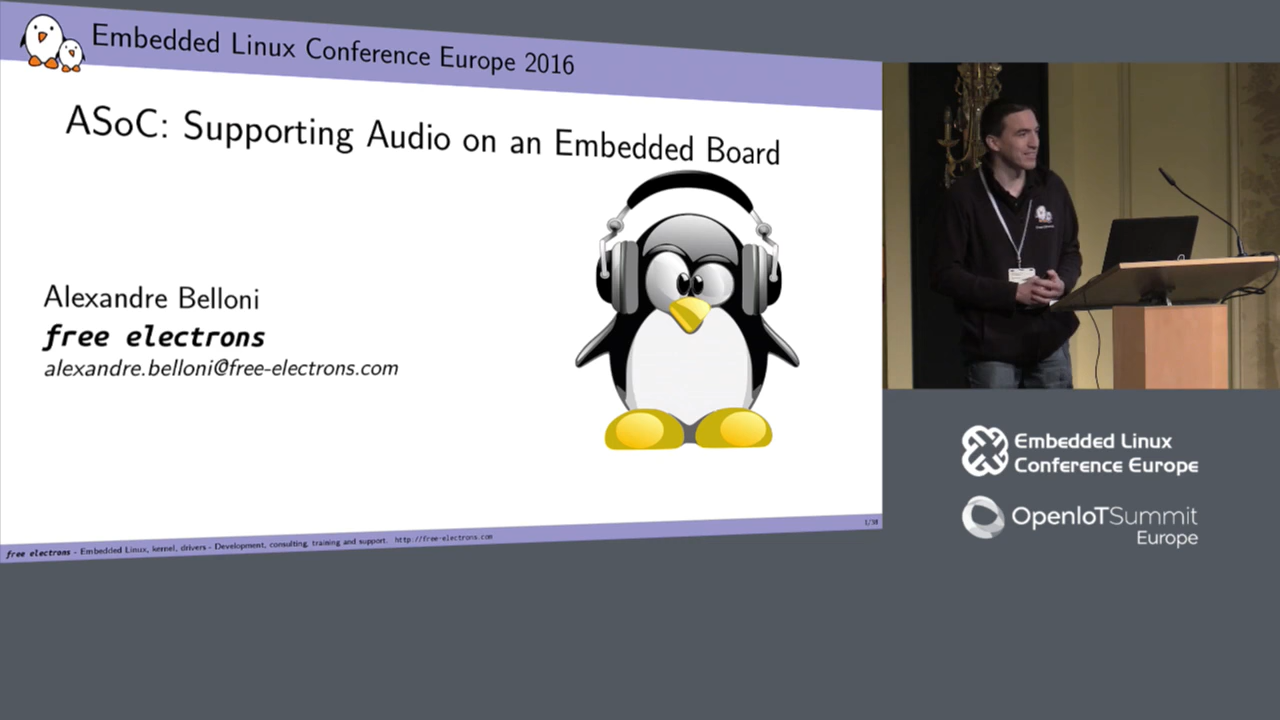 Embedded Linux Conference Europe 2016
ASoC: Supporting Audio on an Embedded Board
Alexandre Belloni
free electrons
alexandre.belloni@free-electrons.com
free electrons - Embedded Linux, kernel, drivers - Development, consulting, training and support. http://free-electrons.com
1/38
Embedded Linux
Conference Europe
OpenIoTSummit
Europe